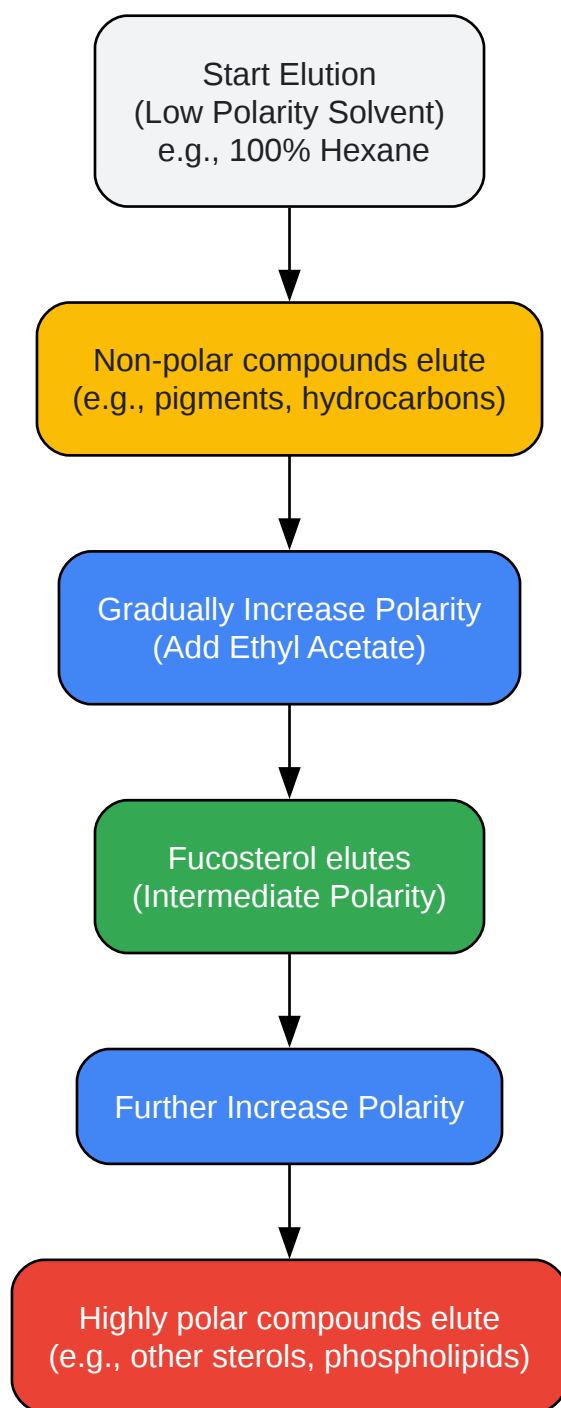 Start Elution
(Low Polarity Solvent)
e.g., 100% Hexane
Non-polar compounds elute
(e.g., pigments, hydrocarbons)
Gradually Increase Polarity
(Add Ethyl Acetate)
Fucosterol elutes
(Intermediate Polarity)
Further Increase Polarity
Highly polar compounds elute
(e.g., other sterols, phospholipids)